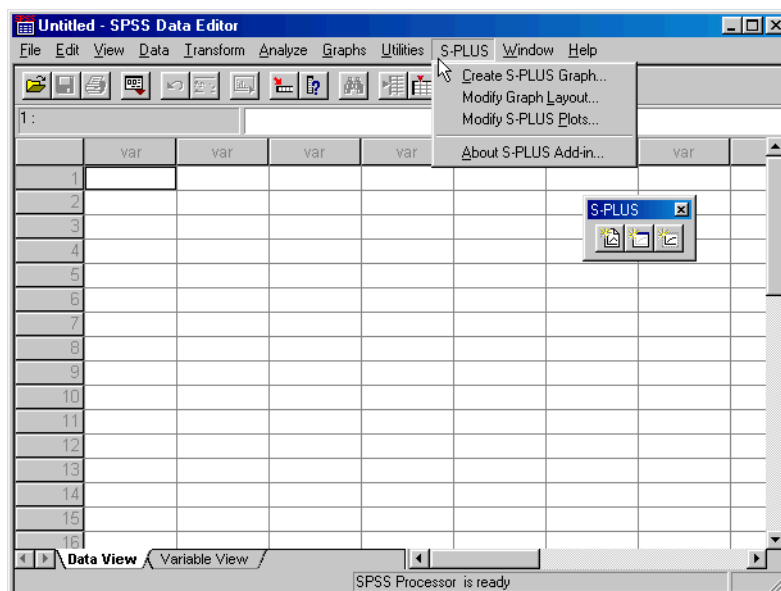 Untitled - SPSS Data Editor
File Edit View Data Transform Analyze Graphs Utilities S-PLUS Window Help
Create S-PLUS Graph...
Modify Graph Layout...
Modify S-PLUS Plots...
About S-PLUS Add-in...
1 :
var var var var var
1
2
3
4
5
6
7
8
9
10
11
12
13
14
15
16
S-PLUS
Data View Variable View
SPSS Processor is ready